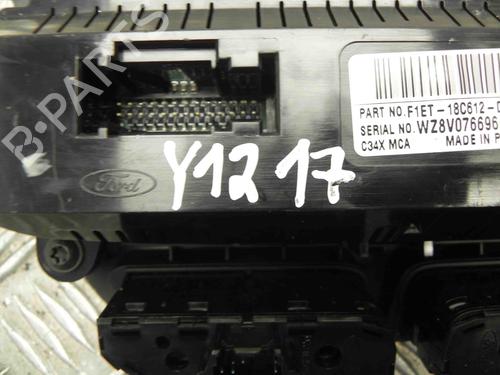 B-PARTS
PART NO. F1ET-18C612-
SERIAL NO. WZ8V076696
C34X MCA MADE IN P
Ford
Y12 17